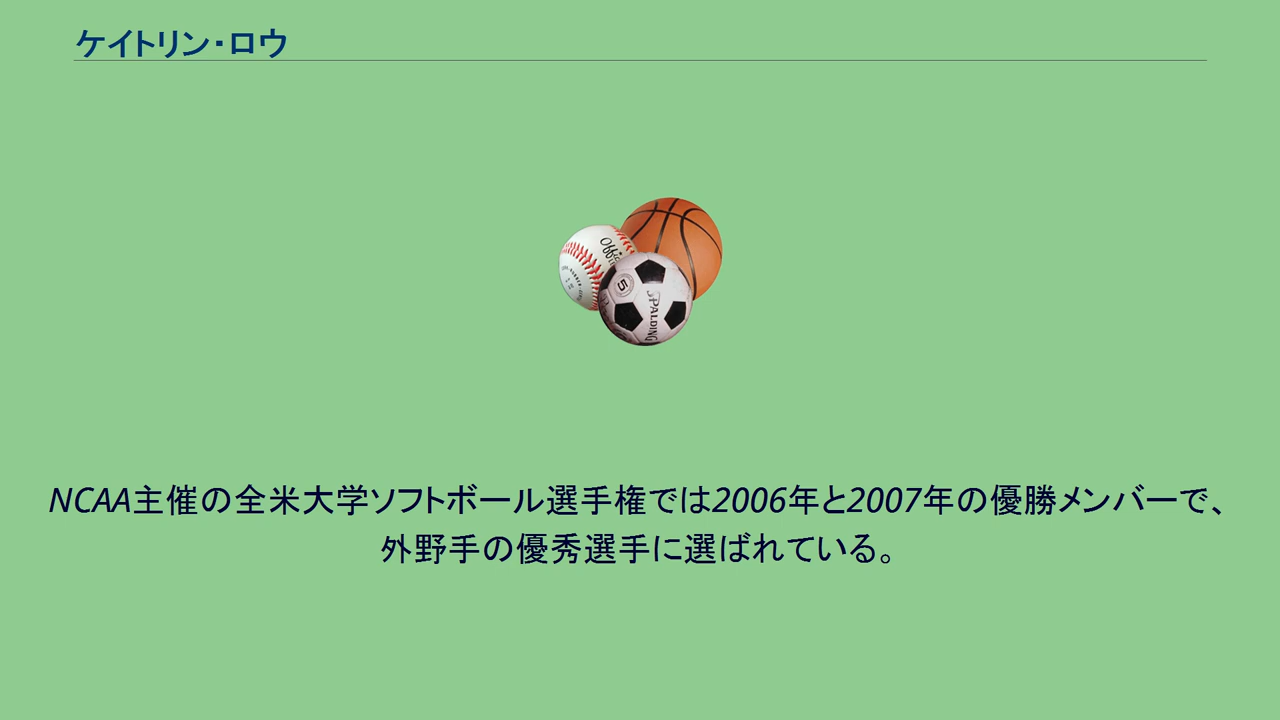 ケイトリン・ロウ
Offic
5
SPALDING
NCAA主催の全米大学ソフトボール選手権では2006年と2007年の優勝メンバーで、
外野手の優秀選手に選ばれている。